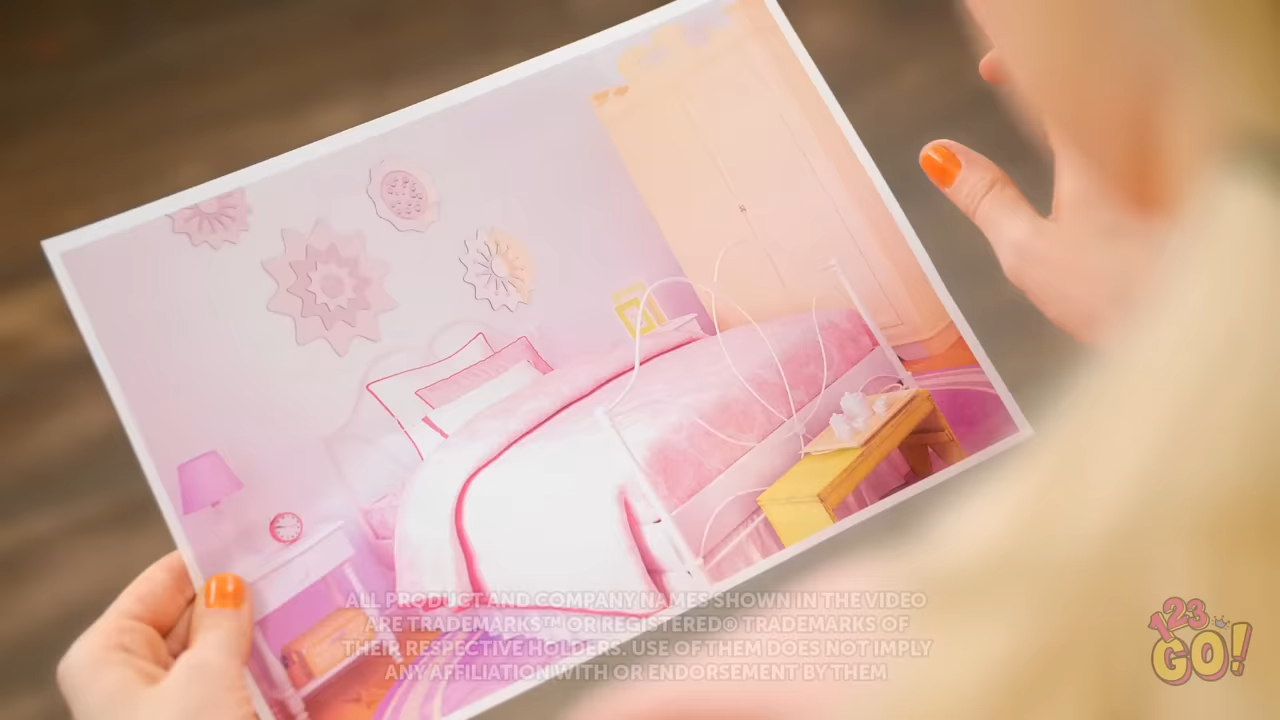 ALL PRODUCT AND COMPANY NAMES SHOWN IN THE VIDEO
ARE TRADEMARKS™ OR REGISTERED® TRADEMARKS OF
THEIR RESPECTIVE HOLDERS. USE OF THEM DOES NOT IMPLY
ANY AFFILIATION WITH OR ENDORSEMENT BY THEM
123
GO!